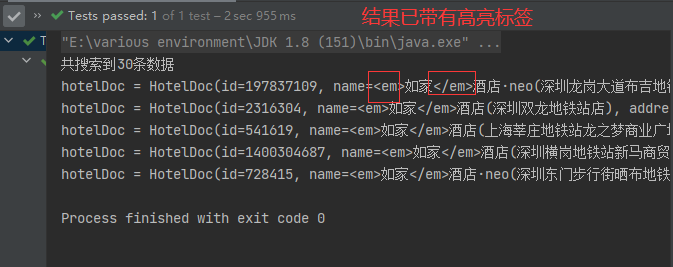 Tests passed: 1 of 1 test – 2 sec 955 ms
结果已带有高亮标签
"E:\various environment\JDK 1.8 (151)\bin\java.exe" ...
共搜索到30条数据
hotelDoc = HotelDoc(id=197837109, name=<em>如家</em>酒店·neo(深圳龙岗大道布吉地
hotelDoc = HotelDoc(id=2316304, name=<em>如家</em>酒店(深圳双龙地铁站店), addre
hotelDoc = HotelDoc(id=541619, name=<em>如家</em>酒店(上海莘庄地铁站龙之梦商业广
hotelDoc = HotelDoc(id=1400304687, name=<em>如家</em>酒店(深圳横岗地铁站新马商贸
hotelDoc = HotelDoc(id=728415, name=<em>如家</em>酒店·neo(深圳东门步行街晒布地铁
Process finished with exit code 0